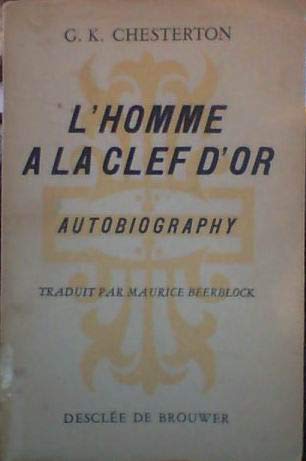 G. K. CHESTERTON
L'HOMME
A LA CLEF D'OR
AUTOBIOGRAPHY
TRADUIT PAR MAURICE BEERBLOCK
DESCLÉE DE BROUWER